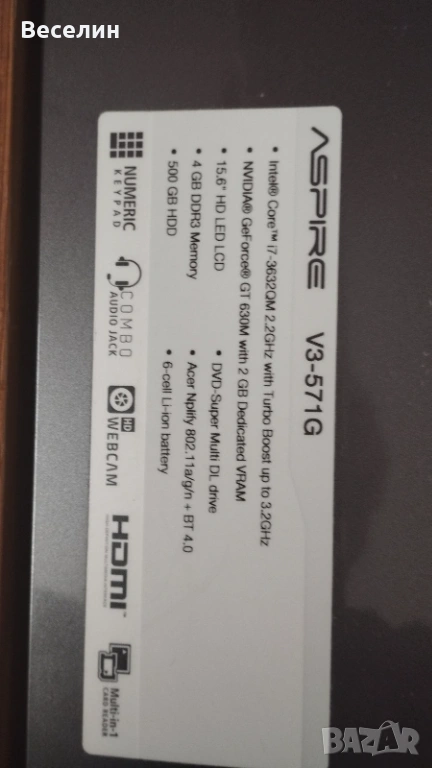 Веселин
ASPIRE V3-571G
• Intel® Core™ i7-3632QM 2.2GHz with Turbo Boost up to 3.2GHz
• NVIDIA® GeForce® GT 630M with 2 GB Dedicated VRAM
• 15.6" HD LED LCD
• DVD-Super Multi DL drive
• 4 GB DDR3 Memory
• Acer Nplify 802.11a/g/n + BT 4.0
• 500 GB HDD
• 6-cell Li-ion battery
NUMERIC
KEYPAD
COMBO
AUDIO JACK
HD
WEBCAM
HDMI™
Multi-in-1
CARD READER
bazar.bg